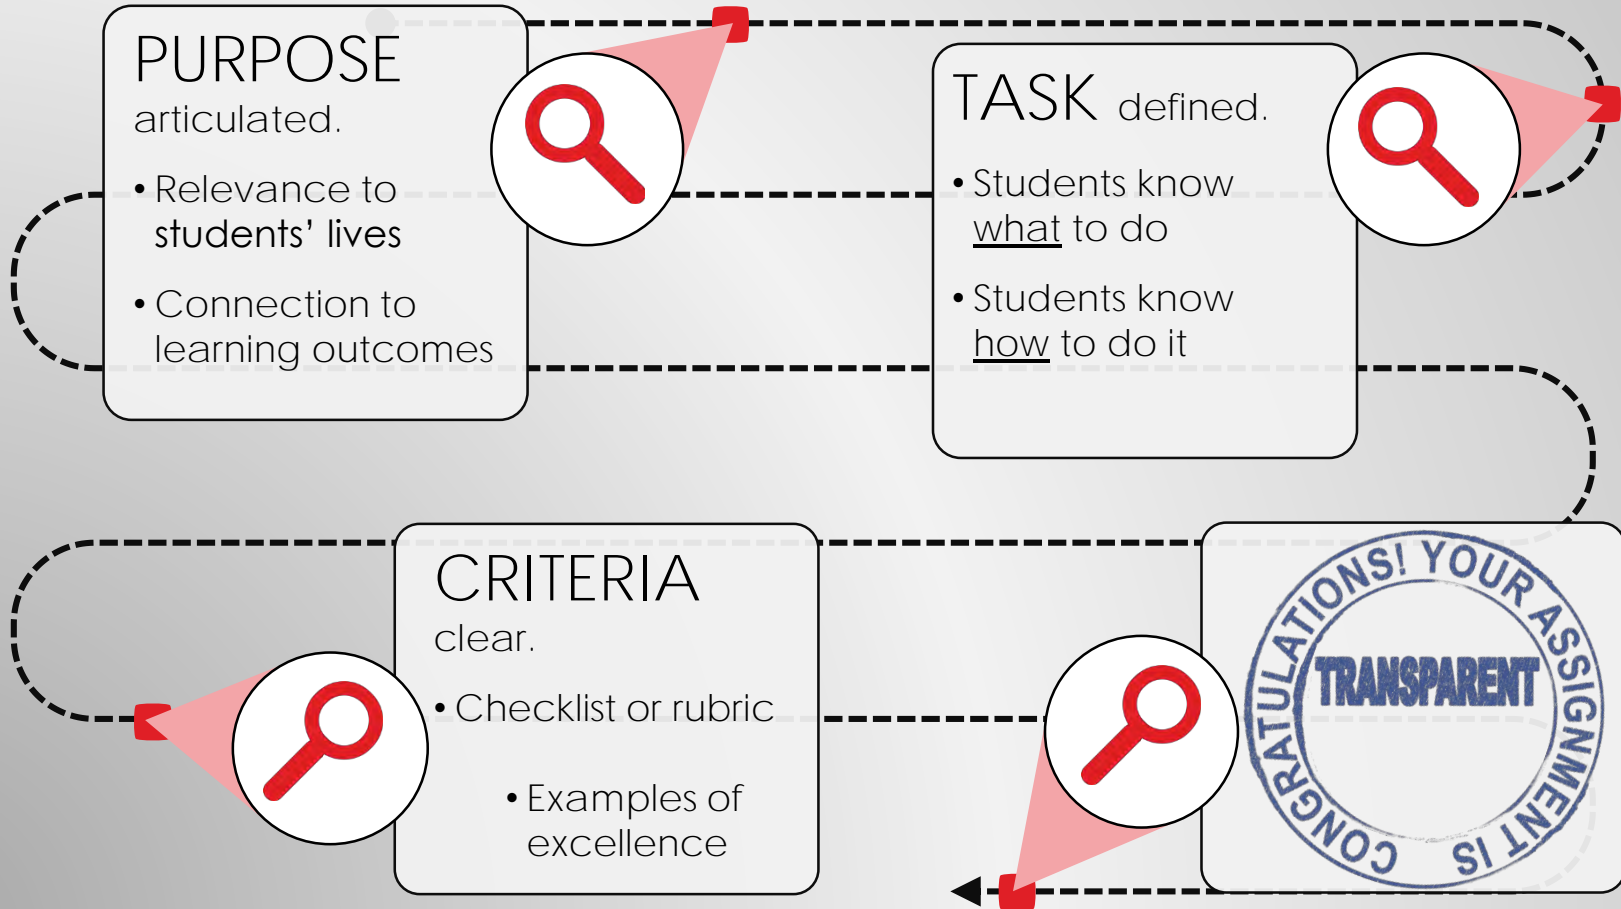 PURPOSE
articulated.
• Relevance to
students’ lives
• Connection to
learning outcomes
TASK defined.
• Students know
what to do
• Students know
how to do it
CRITERIA
clear.
• Checklist or rubric
• Examples of
excellence
CONGRATULATIONS! YOUR ASSIGNMENT IS
TRANSPARENT